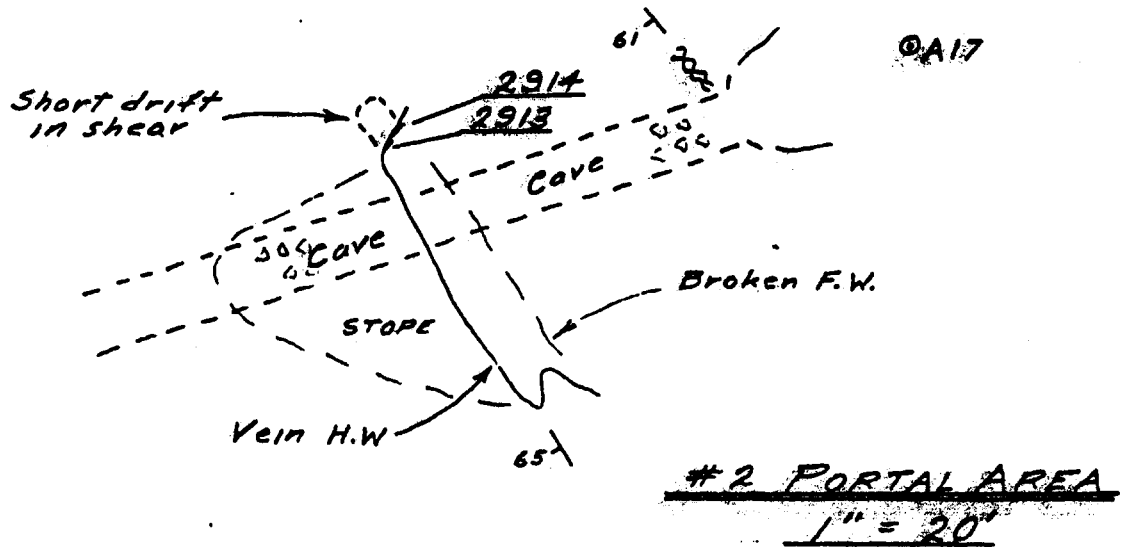 61
A17
2914
2913
Short drift
in shear
Cave
Cave
Broken F.W.
STOPE
Vein H.W
65
#2 PORTAL AREA
1" = 20'